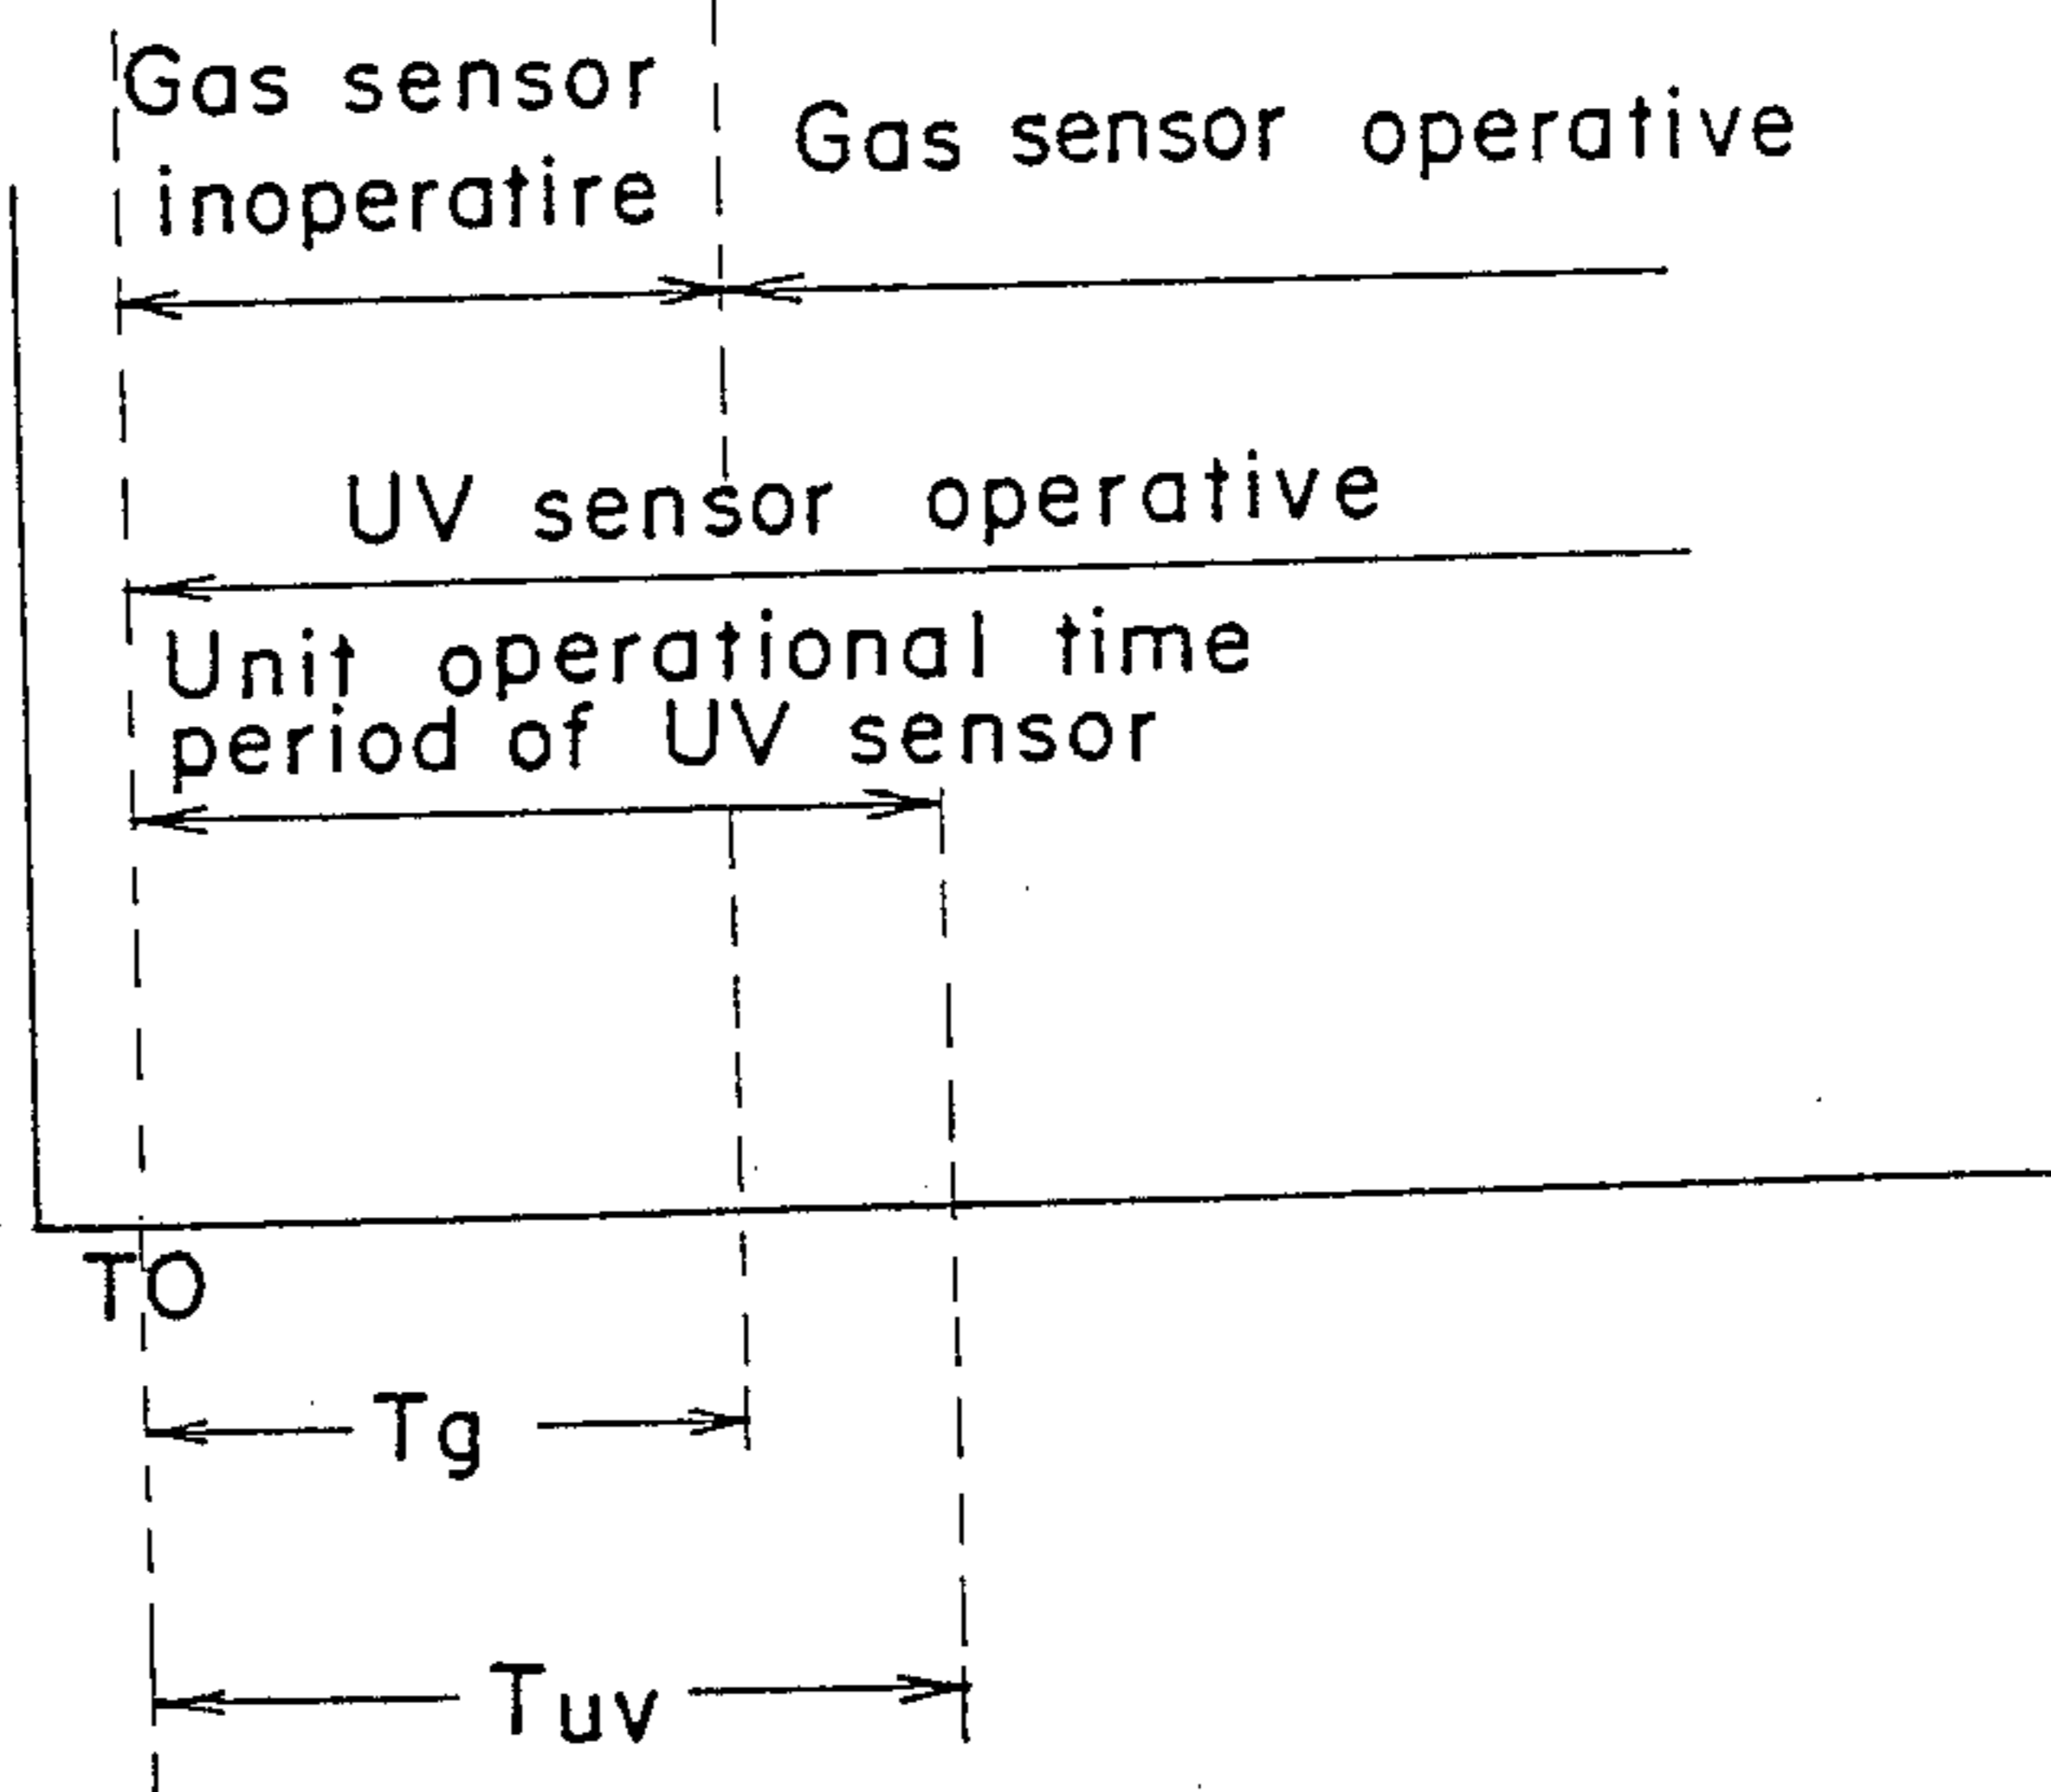 Gas sensor
inoperatire
Gas sensor operative
UV sensor operative
Unit operational time
period of UV sensor
TO
Tg
Tuv